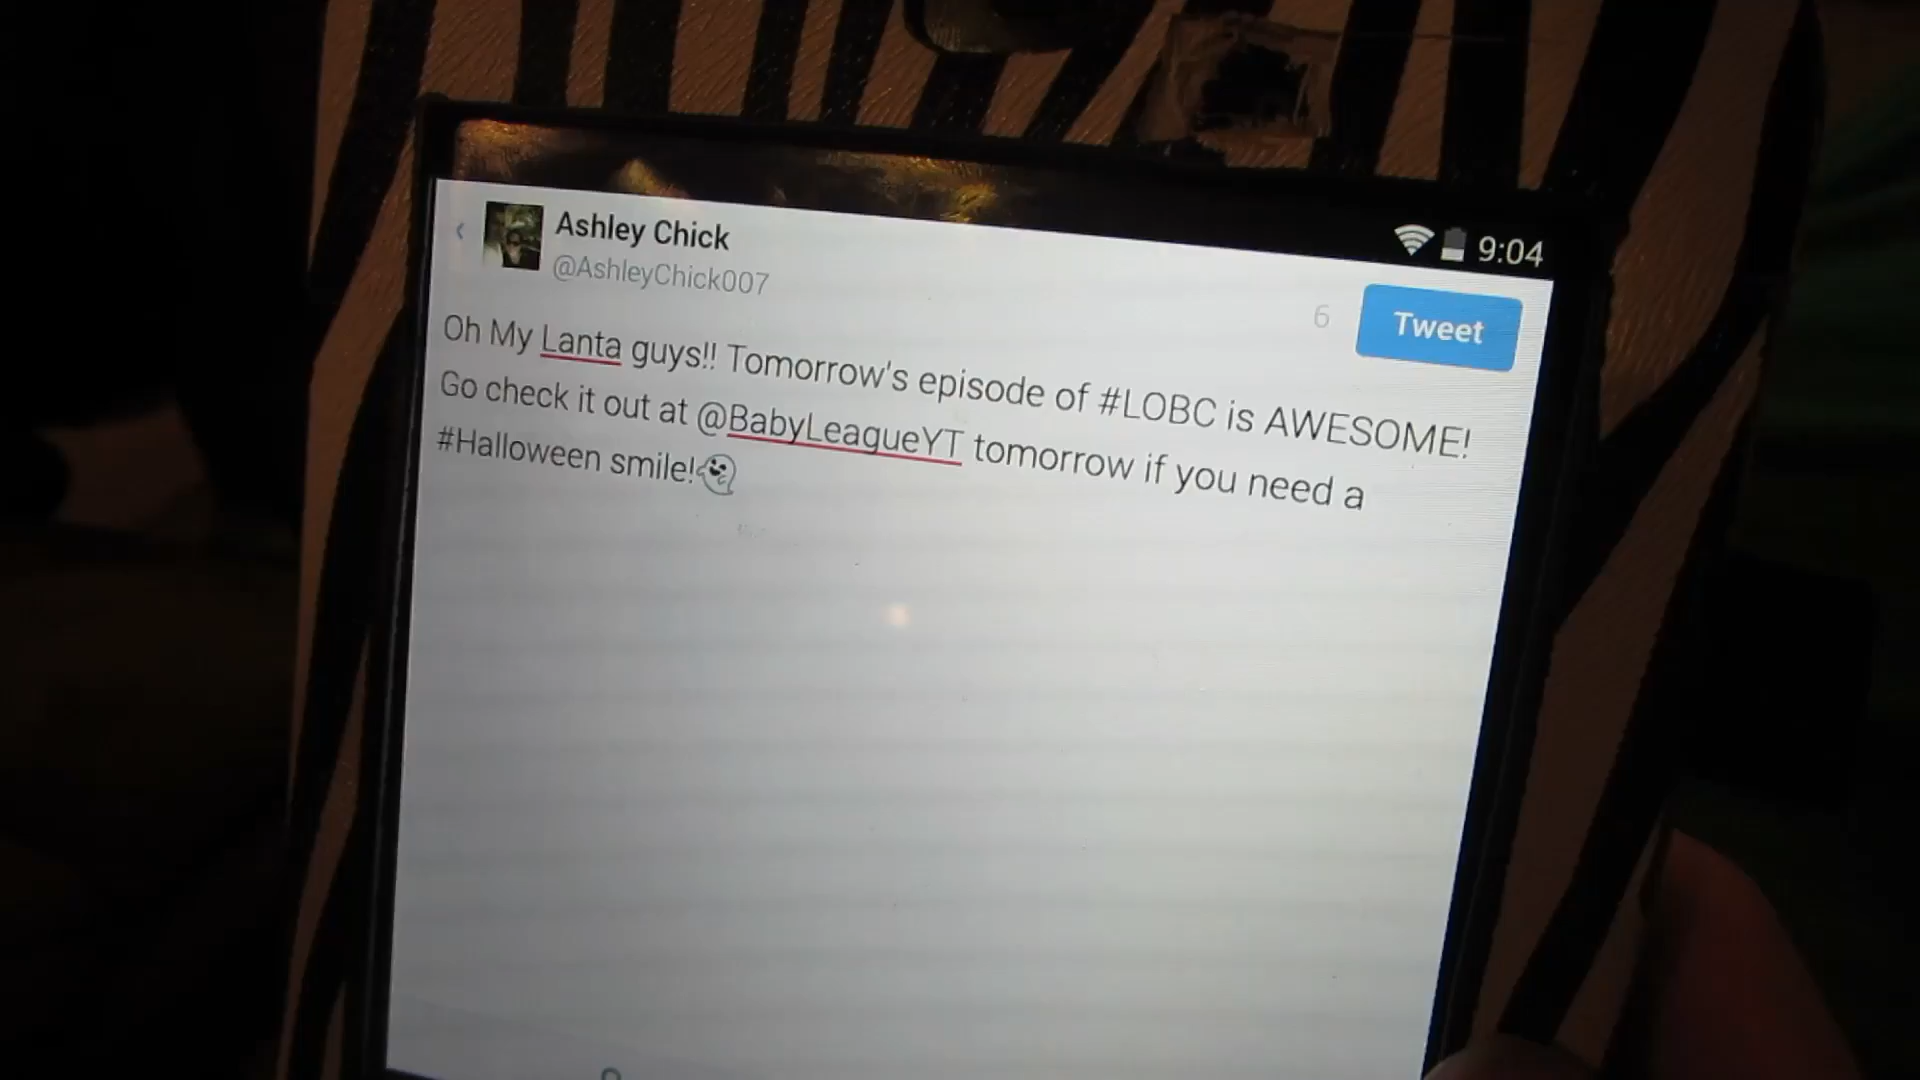 9:04
Ashley Chick
@AshleyChick007
6
Tweet
Oh My Lanta guys!! Tomorrow's episode of #LOBC is AWESOME!
Go check it out at @BabyLeagueYT tomorrow if you need a
#Halloween smile!👻